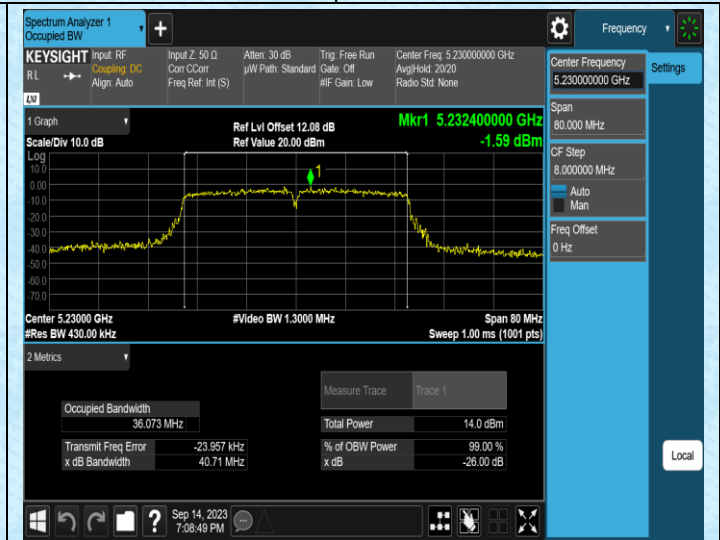 Spectrum Analyzer 1
Occupied BW
+
Frequency
KEYSIGHT
RL
LXI
Input: RF
Coupling: DC
Align: Auto
Input Z: 50 Ω
Corr CCorr
Freq Ref: Int (S)
Atten: 30 dB
µW Path: Standard
Trig: Free Run
Gate: Off
#IF Gain: Low
Center Freq: 5.230000000 GHz
Avg|Hold: 20/20
Radio Std: None
Center Frequency
5.230000000 GHz
Settings
Span
80.000 MHz
CF Step
8.000000 MHz
Auto
Man
Freq Offset
0 Hz
1 Graph
Scale/Div 10.0 dB
Ref Lvl Offset 12.08 dB
Ref Value 20.00 dBm
Mkr1 5.232400000 GHz
-1.59 dBm
Log
10.0
0.00
-10.0
-20.0
-30.0
-40.0
-50.0
-60.0
-70.0
1
Center 5.23000 GHz
#Res BW 430.00 kHz
#Video BW 1.3000 MHz
Span 80 MHz
Sweep 1.00 ms (1001 pts)
2 Metrics
Measure Trace Trace 1
Occupied Bandwidth
36.073 MHz
Total Power 14.0 dBm
Transmit Freq Error -23.957 kHz
% of OBW Power 99.00 %
x dB Bandwidth 40.71 MHz
x dB -26.00 dB
Local
?
Sep 14, 2023
7:08:49 PM